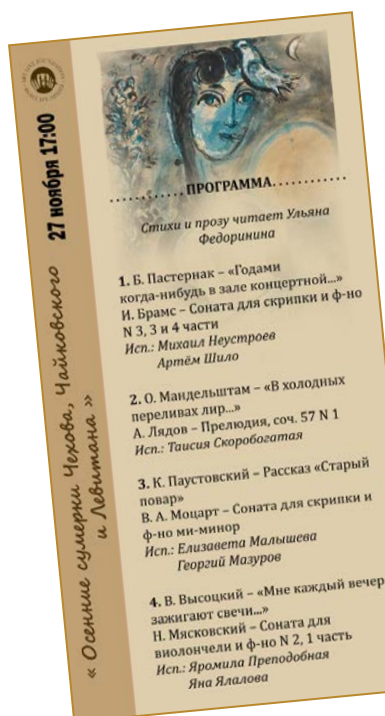 « Осенние сумерки Чехова, Чайковского
и Левитана »
27 ноября 17:00
............ПРОГРАММА............
Стихи и прозу читает Ульяна
Федоринина
1. Б. Пастернак – «Годами
когда-нибудь в зале концертной...»
И. Брамс – Соната для скрипки и ф-но
N 3, 3 и 4 части
Исп.: Михаил Неустроев
Артём Шило
2. О. Мандельштам – «В холодных
переливах лир...»
А. Лядов – Прелюдия, соч. 57 N 1
Исп.: Таисия Скоробогатая
3. К. Паустовский – Рассказ «Старый
повар»
В. А. Моцарт – Соната для скрипки и
ф-но ми-минор
Исп.: Елизавета Малышева
Георгий Мазуров
4. В. Высоцкий – «Мне каждый вечер
зажигают свечи...»
Н. Мясковский – Соната для
виолончели и ф-но N 2, 1 часть
Исп.: Яромила Преподобная
Яна Ялалова